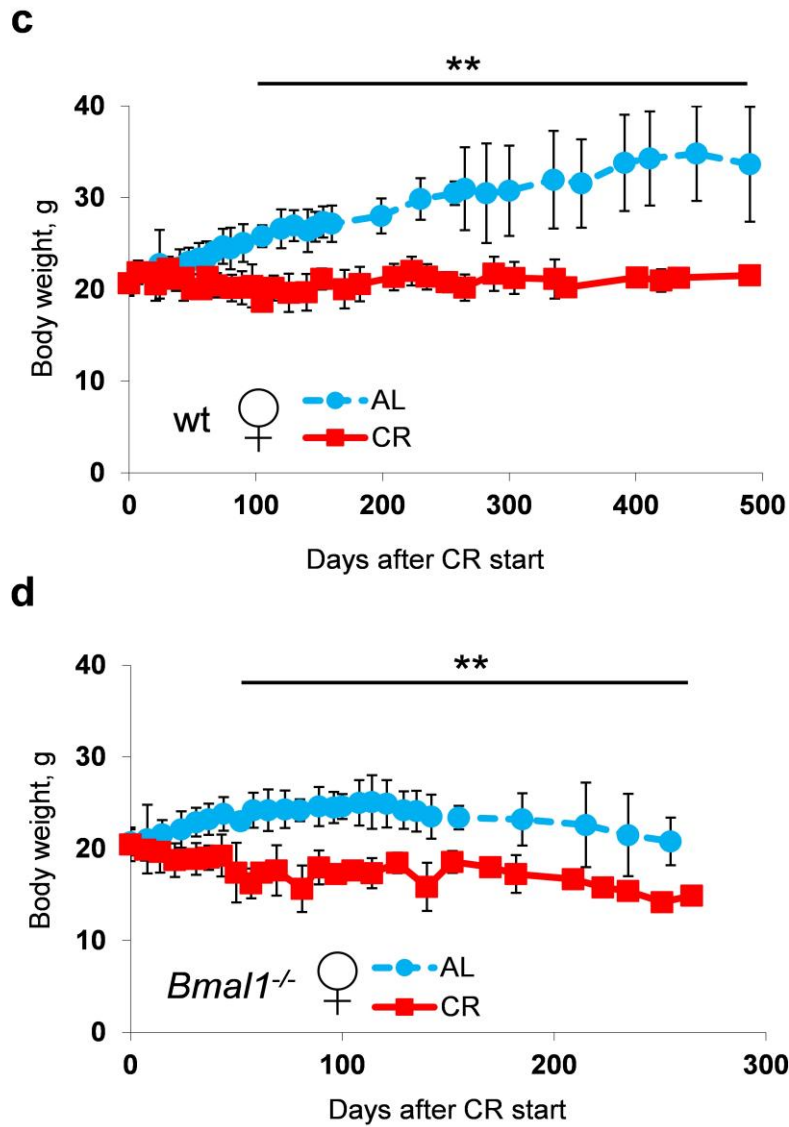 c
**
40
30
20
10
0
Body weight, g
wt ♀ AL
CR
0 100 200 300 400 500
Days after CR start
d
**
40
30
20
10
0
Body weight, g
Bmal1-/- ♀ AL
CR
0 100 200 300
Days after CR start